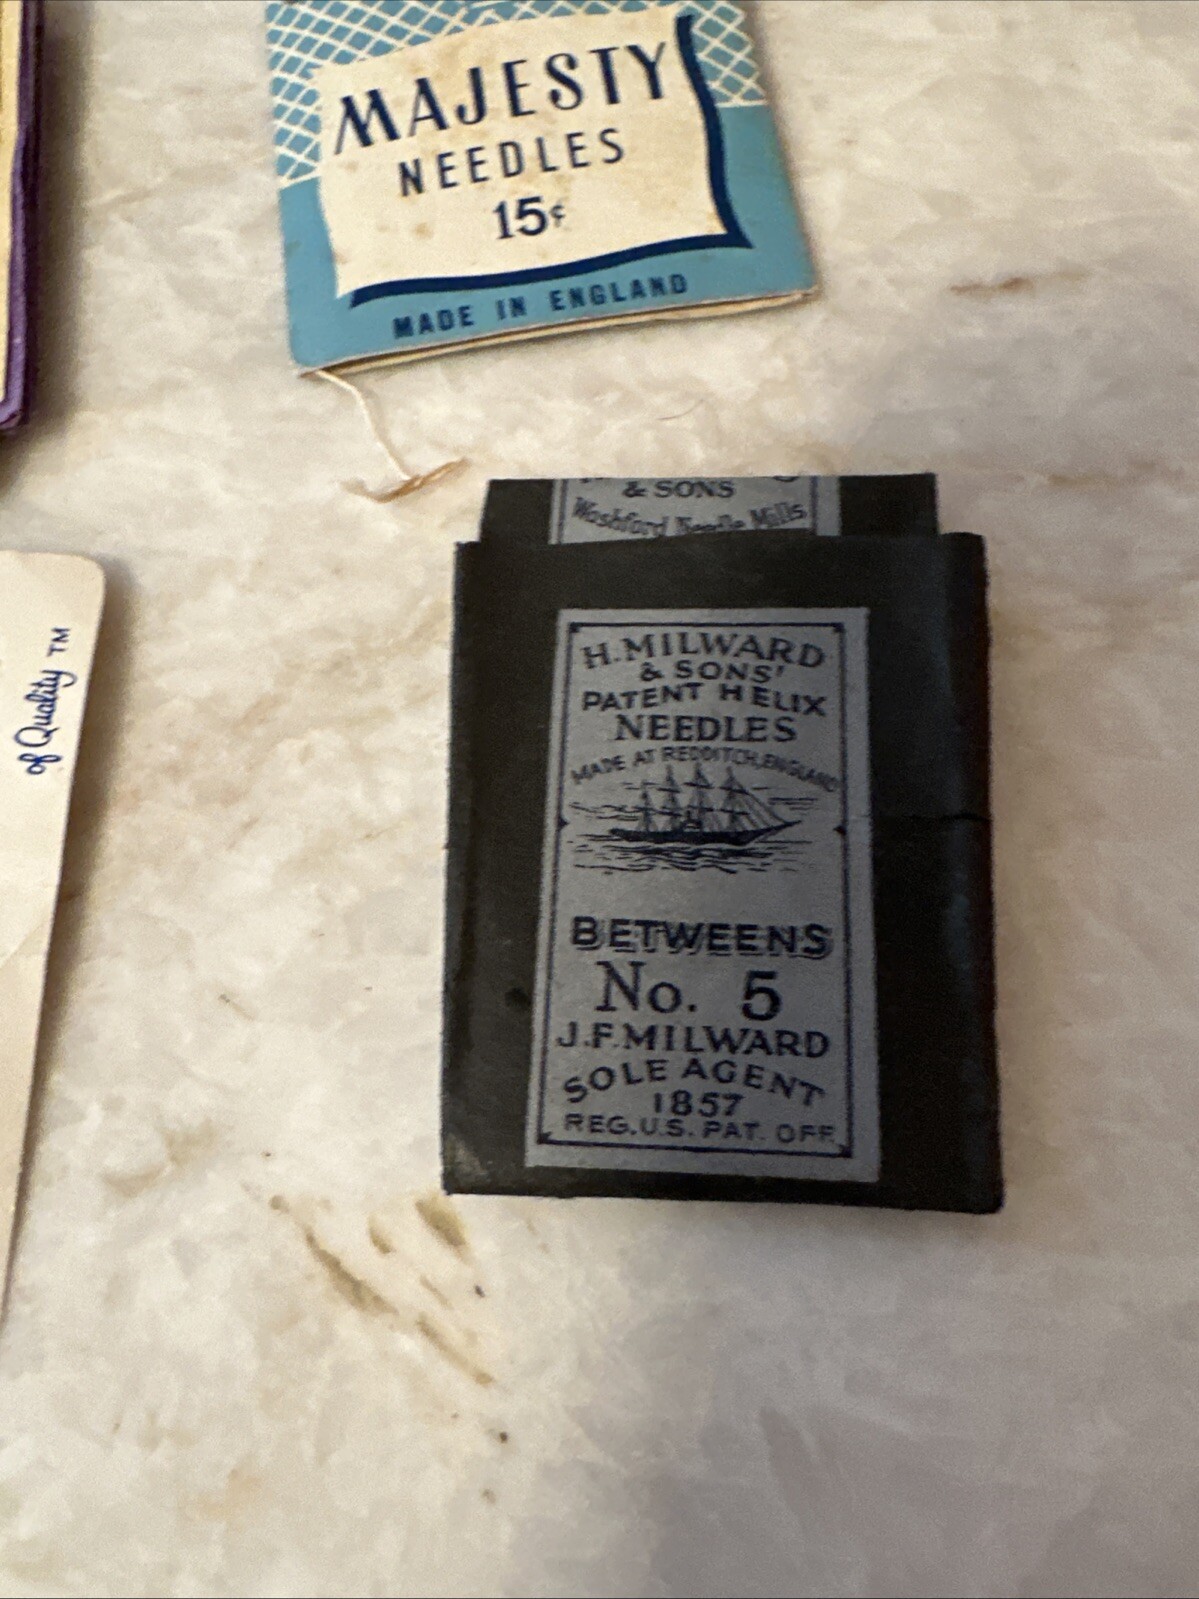 MAJESTY
NEEDLES
15¢
MADE IN ENGLAND
of Quality TM
& SONS
Washford Needle Mills
H. MILWARD
& SONS'
PATENT HELIX
NEEDLES
MADE AT REDDITCH, ENGLAND
BETWEENS
No. 5
J.F. MILWARD
SOLE AGENT
1857
REG. U.S. PAT. OFF.